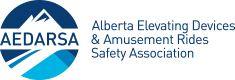 AEDARSA
Alberta Elevating Devices
& Amusement Rides
Safety Association